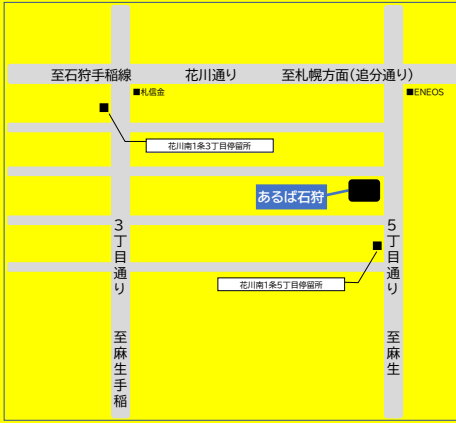 至石狩手稲線 花川通り 至札幌方面(追分通り)
■札信金
■ENEOS
花川南1条3丁目停留所
あるば石狩
3丁目通り 至麻生手稲
5丁目通り 至麻生
花川南1条5丁目停留所